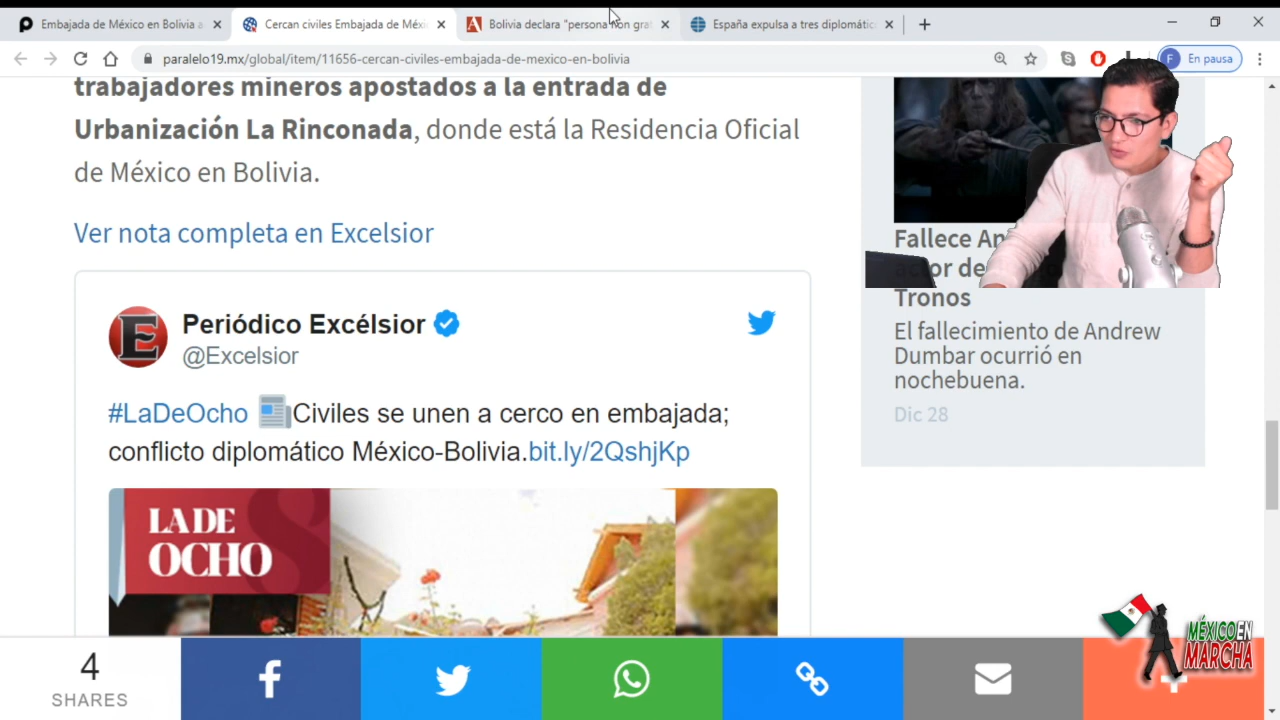 Embajada de México en Bolivia a
Cercan civiles Embajada de Méxi
Bolivia declara "persona non grat
España expulsa a tres diplomátic
paralelo19.mx/global/item/11656-cercan-civiles-embajada-de-mexico-en-bolivia
F En pausa
trabajadores mineros apostados a la entrada de
Urbanización La Rinconada, donde está la Residencia Oficial
de México en Bolivia.
Ver nota completa en Excelsior
E
Periódico Excélsior
@Excelsior
#LaDeOcho Civiles se unen a cerco en embajada;
conflicto diplomático México-Bolivia.bit.ly/2QshjKp
LA DE
OCHO
Fallece An
actor de
Tronos
El fallecimiento de Andrew
Dumbar ocurrió en
nochebuena.
Dic 28
4
SHARES
MÉXICO EN
MARCHA